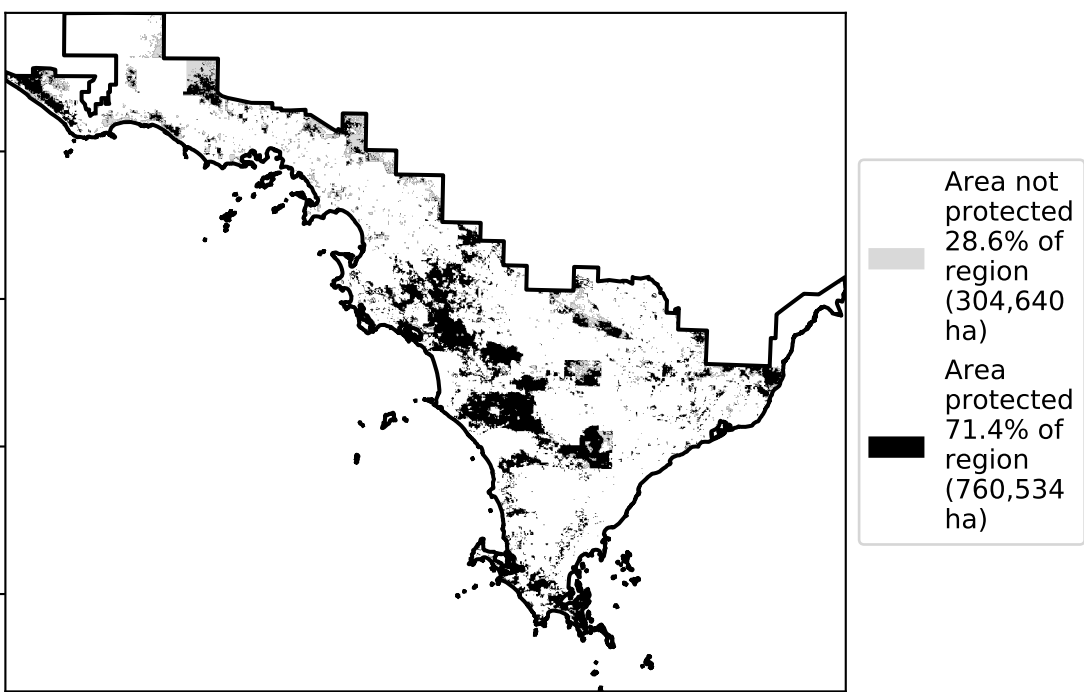 Area not
protected
28.6% of
region
(304,640
ha)
Area
protected
71.4% of
region
(760,534
ha)